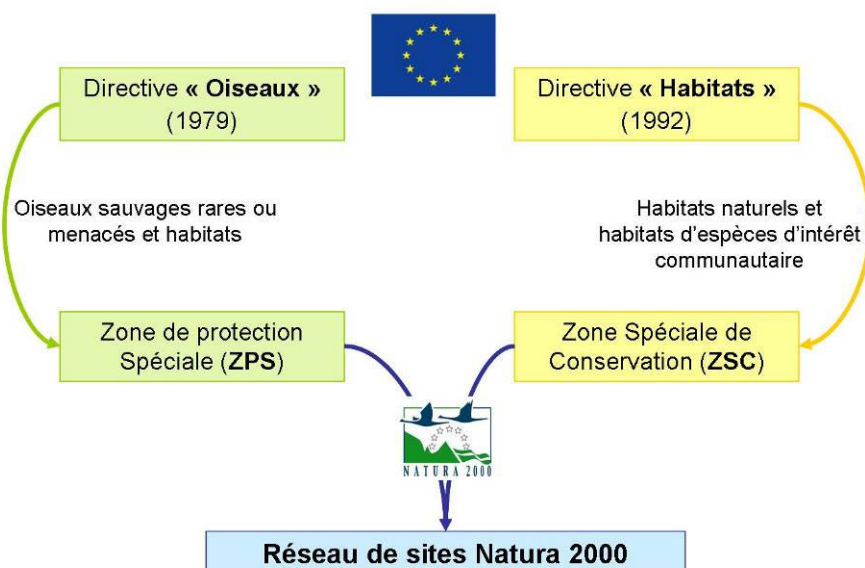 Directive « Oiseaux »
(1979)
Directive « Habitats »
(1992)
Oiseaux sauvages rares ou
menacés et habitats
Habitats naturels et
habitats d'espèces d'intérêt
communautaire
Zone de protection
Spéciale (ZPS)
Zone Spéciale de
Conservation (ZSC)
NATURA 2000
Réseau de sites Natura 2000